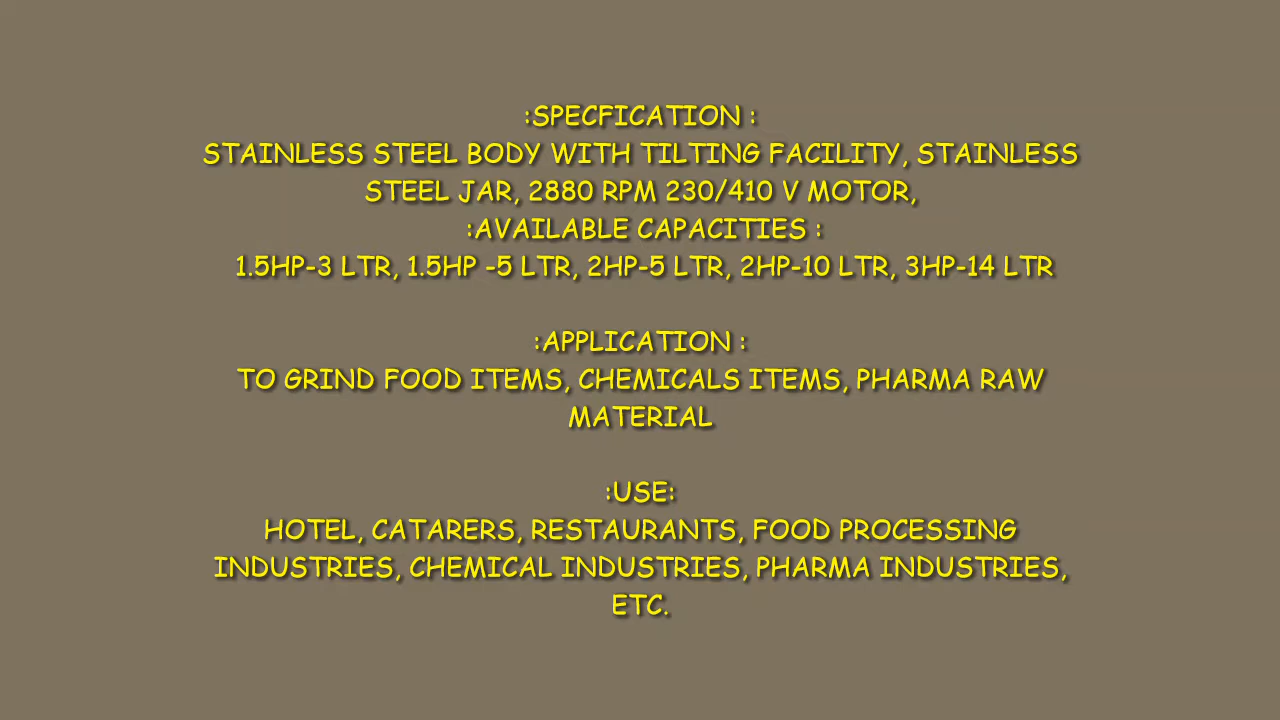 :SPECFICATION :
STAINLESS STEEL BODY WITH TILTING FACILITY, STAINLESS
STEEL JAR, 2880 RPM 230/410 V MOTOR,
:AVAILABLE CAPACITIES :
1.5HP-3 LTR, 1.5HP -5 LTR, 2HP-5 LTR, 2HP-10 LTR, 3HP-14 LTR
:APPLICATION :
TO GRIND FOOD ITEMS, CHEMICALS ITEMS, PHARMA RAW
MATERIAL
:USE:
HOTEL, CATARERS, RESTAURANTS, FOOD PROCESSING
INDUSTRIES, CHEMICAL INDUSTRIES, PHARMA INDUSTRIES,
ETC.